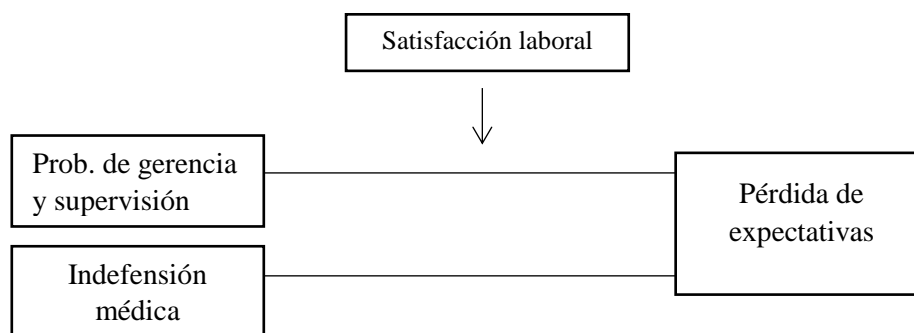 Satisfacción laboral
Prob. de gerencia
y supervisión
Pérdida de
expectativas
Indefensión
médica